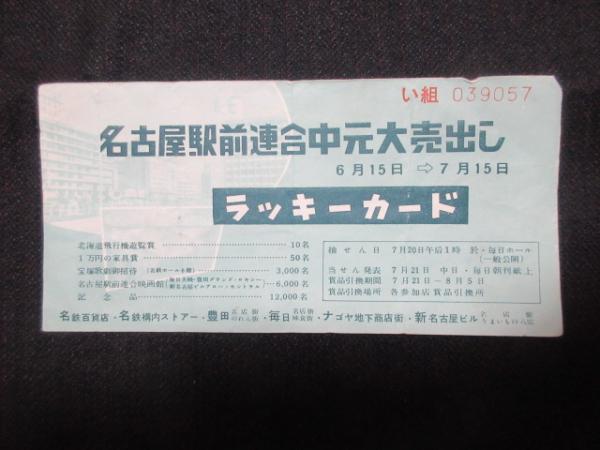 い組 039057
名古屋駅前連合中元大売出し
6月15日⇨7月15日
ラッキーカード
北海道飛行機遊覧賞 10名
1万円の家具賞 50名
宝塚歌劇御招待 3,000名
名古屋駅前連合映画館 6,000名
記念品 12,000名
抽せん日 7月20日午后1時 於・毎日ホール
(一般公開)
当せん発表 7月21日 中日・毎日朝刊紙上
賞品引換期間 7月21日―8月5日
賞品引換場所 各参加店賞品引換所
名鉄百貨店・名鉄構内ストアー・豊田・毎日名店街・ナゴヤ地下商店街・新名古屋ビル